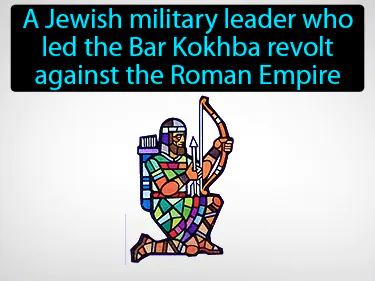 A Jewish military leader who
led the Bar Kokhba revolt
against the Roman Empire